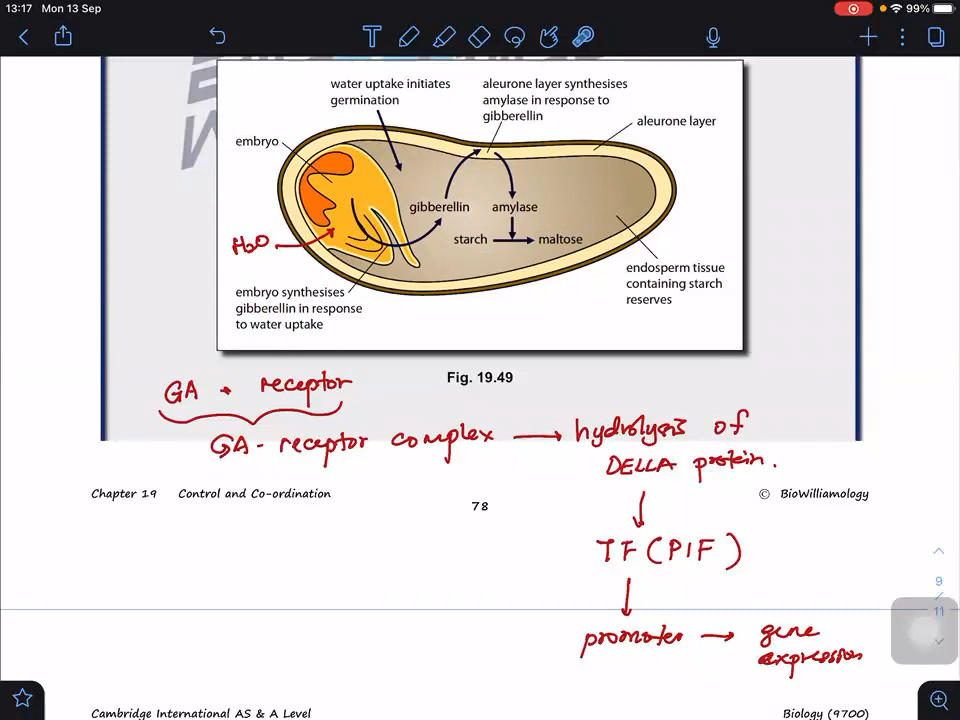 13:17 Mon 13 Sep
99%
water uptake initiates
germination
aleurone layer synthesises
amylase in response to
gibberellin
aleurone layer
embryo
gibberellin
amylase
H₂O
starch
maltose
endosperm tissue
containing starch
reserves
embryo synthesises
gibberellin in response
to water uptake
Fig. 19.49
GA + receptor
GA - receptor complex → hydrolysis of
DELLA protein.
Chapter 19 Control and Co-ordination
78
© BioWilliamology
TF (PIF)
9
/
11
promoter → gene
expression
Cambridge International AS & A Level
Biology (9700)